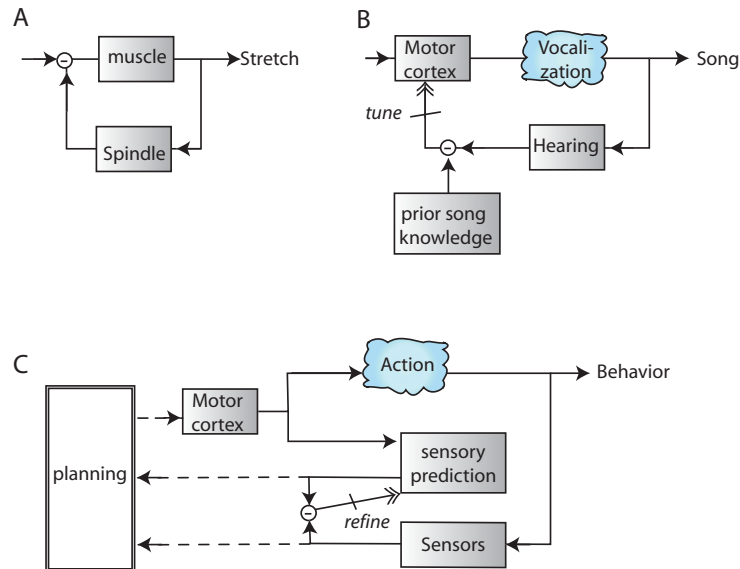 A
muscle
Stretch
Spindle
B
Motor
cortex
Vocali-
zation
Song
tune
Hearing
prior song
knowledge
C
Action
Behavior
Motor
cortex
planning
sensory
prediction
refine
Sensors